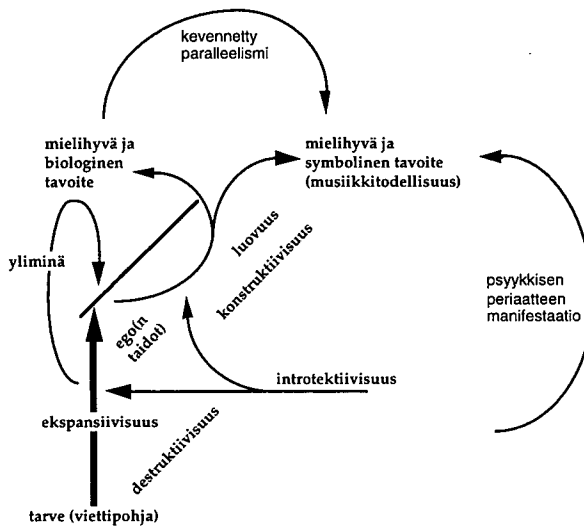 kevennetty
paralleelismi
mielihyvä ja
biologinen
tavoite
mielihyvä ja
symbolinen tavoite
(musiikkitodellisuus)
yliminä
luovuus
konstruktiivisuus
psyykkisen
periaatteen
manifestaatio
ego(n
taidot)
introtektiivisuus
ekspansiivisuus
destruktiivisuus
tarve (viettipohja)